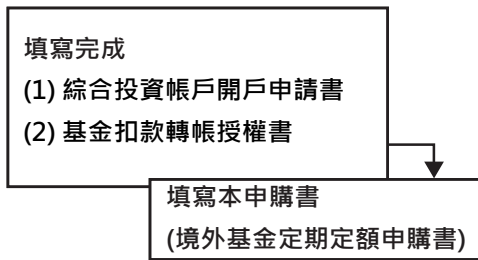 填寫完成
(1) 綜合投資帳戶開戶申請書
(2) 基金扣款轉帳授權書
填寫本申購書
(境外基金定期定額申購書)